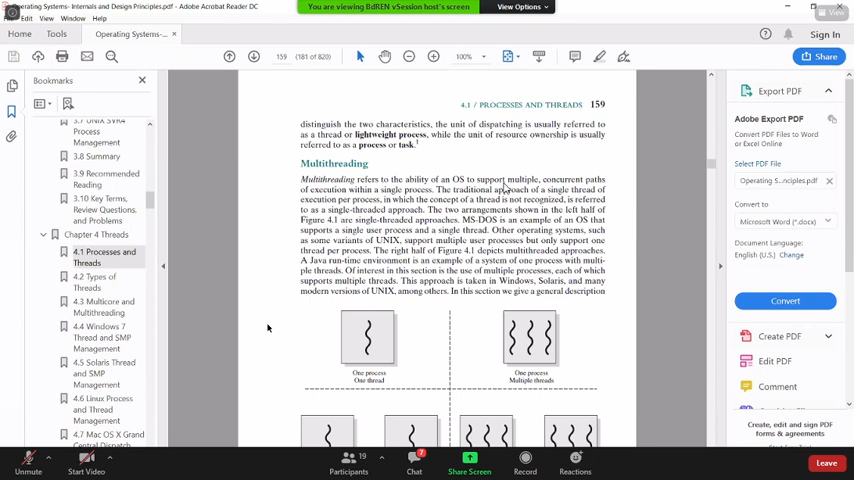 Operating Systems- Internals and Design Principles.pdf - Adobe Acrobat Reader DC
You are viewing BdREN vSession host's screen
View Options
View
File Edit View Window Help
Home
Tools
Operating Systems-...
Sign In
159
(181 of 820)
100%
Share
Bookmarks
3.7 UNIX SVR4
Process
Management
3.8 Summary
3.9 Recommended
Reading
3.10 Key Terms,
Review Questions,
and Problems
Chapter 4 Threads
4.1 Processes and
Threads
4.2 Types of
Threads
4.3 Multicore and
Multithreading
4.4 Windows 7
Thread and SMP
Management
4.5 Solaris Thread
and SMP
Management
4.6 Linux Process
and Thread
Management
4.7 Mac OS X Grand
Central Dispatch
4.1 / PROCESSES AND THREADS 159
distinguish the two characteristics, the unit of dispatching is usually referred to
as a thread or lightweight process, while the unit of resource ownership is usually
referred to as a process or task.1
Multithreading
Multithreading refers to the ability of an OS to support multiple, concurrent paths
of execution within a single process. The traditional approach of a single thread of
execution per process, in which the concept of a thread is not recognized, is referred
to as a single-threaded approach. The two arrangements shown in the left half of
Figure 4.1 are single-threaded approaches. MS-DOS is an example of an OS that
supports a single user process and a single thread. Other operating systems, such
as some variants of UNIX, support multiple user processes but only support one
thread per process. The right half of Figure 4.1 depicts multithreaded approaches.
A Java run-time environment is an example of a system of one process with multi-
ple threads. Of interest in this section is the use of multiple processes, each of which
supports multiple threads. This approach is taken in Windows, Solaris, and many
modern versions of UNIX, among others. In this section we give a general description
One process
One thread
One process
Multiple threads
Export PDF
Adobe Export PDF
Convert PDF Files to Word
or Excel Online
Select PDF File
Operating S...nciples.pdf
Convert to
Microsoft Word (*.docx)
Document Language:
English (U.S.) Change
Convert
Create PDF
Edit PDF
Comment
Create, edit and sign PDF
forms & agreements
Unmute
Start Video
19
Participants
7
Chat
Share Screen
Record
Reactions
Leave